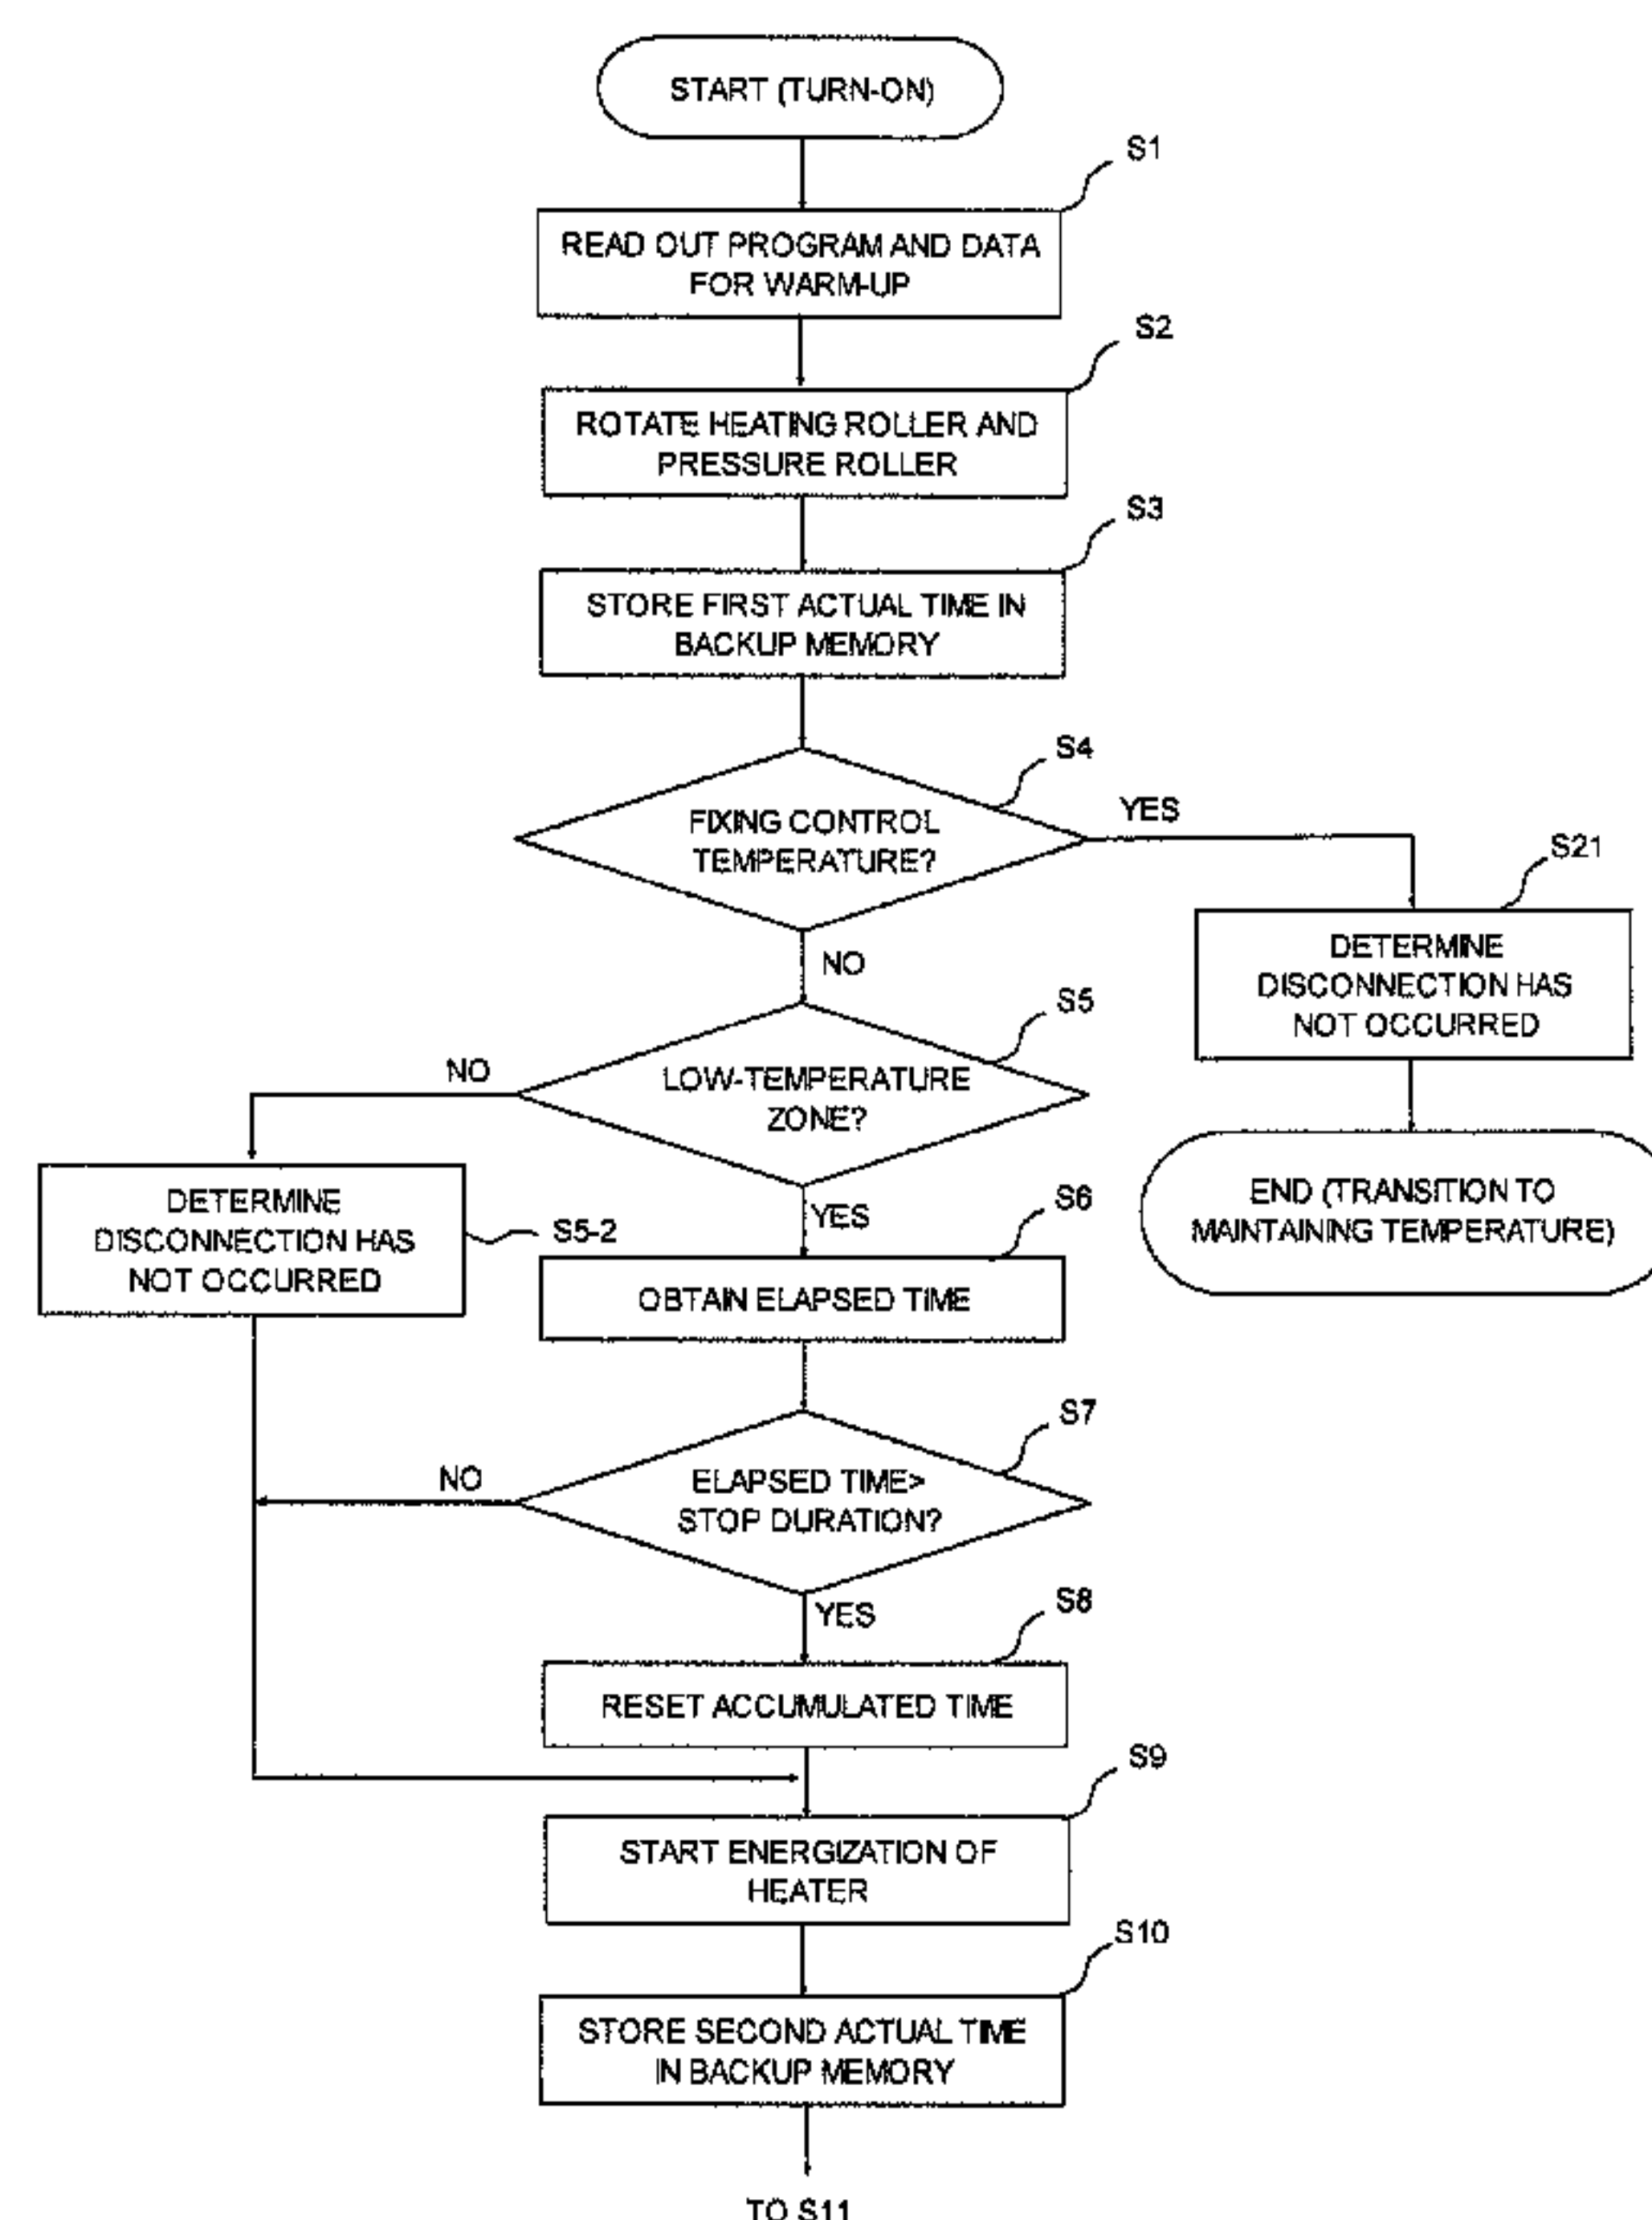 START (TURN-ON)
S1
READ OUT PROGRAM AND DATA
FOR WARM-UP
S2
ROTATE HEATING ROLLER AND
PRESSURE ROLLER
S3
STORE FIRST ACTUAL TIME IN
BACKUP MEMORY
S4
FIXING CONTROL
TEMPERATURE?
YES
S21
DETERMINE
DISCONNECTION HAS
NOT OCCURRED
NO
S5
LOW-TEMPERATURE
ZONE?
NO
END (TRANSITION TO
MAINTAINING TEMPERATURE)
DETERMINE
DISCONNECTION HAS
NOT OCCURRED
S5-2
YES
S6
OBTAIN ELAPSED TIME
S7
ELAPSED TIME>
STOP DURATION?
NO
YES
S8
RESET ACCUMULATED TIME
S9
START ENERGIZATION OF
HEATER
S10
STORE SECOND ACTUAL TIME
IN BACKUP MEMORY
TO S11